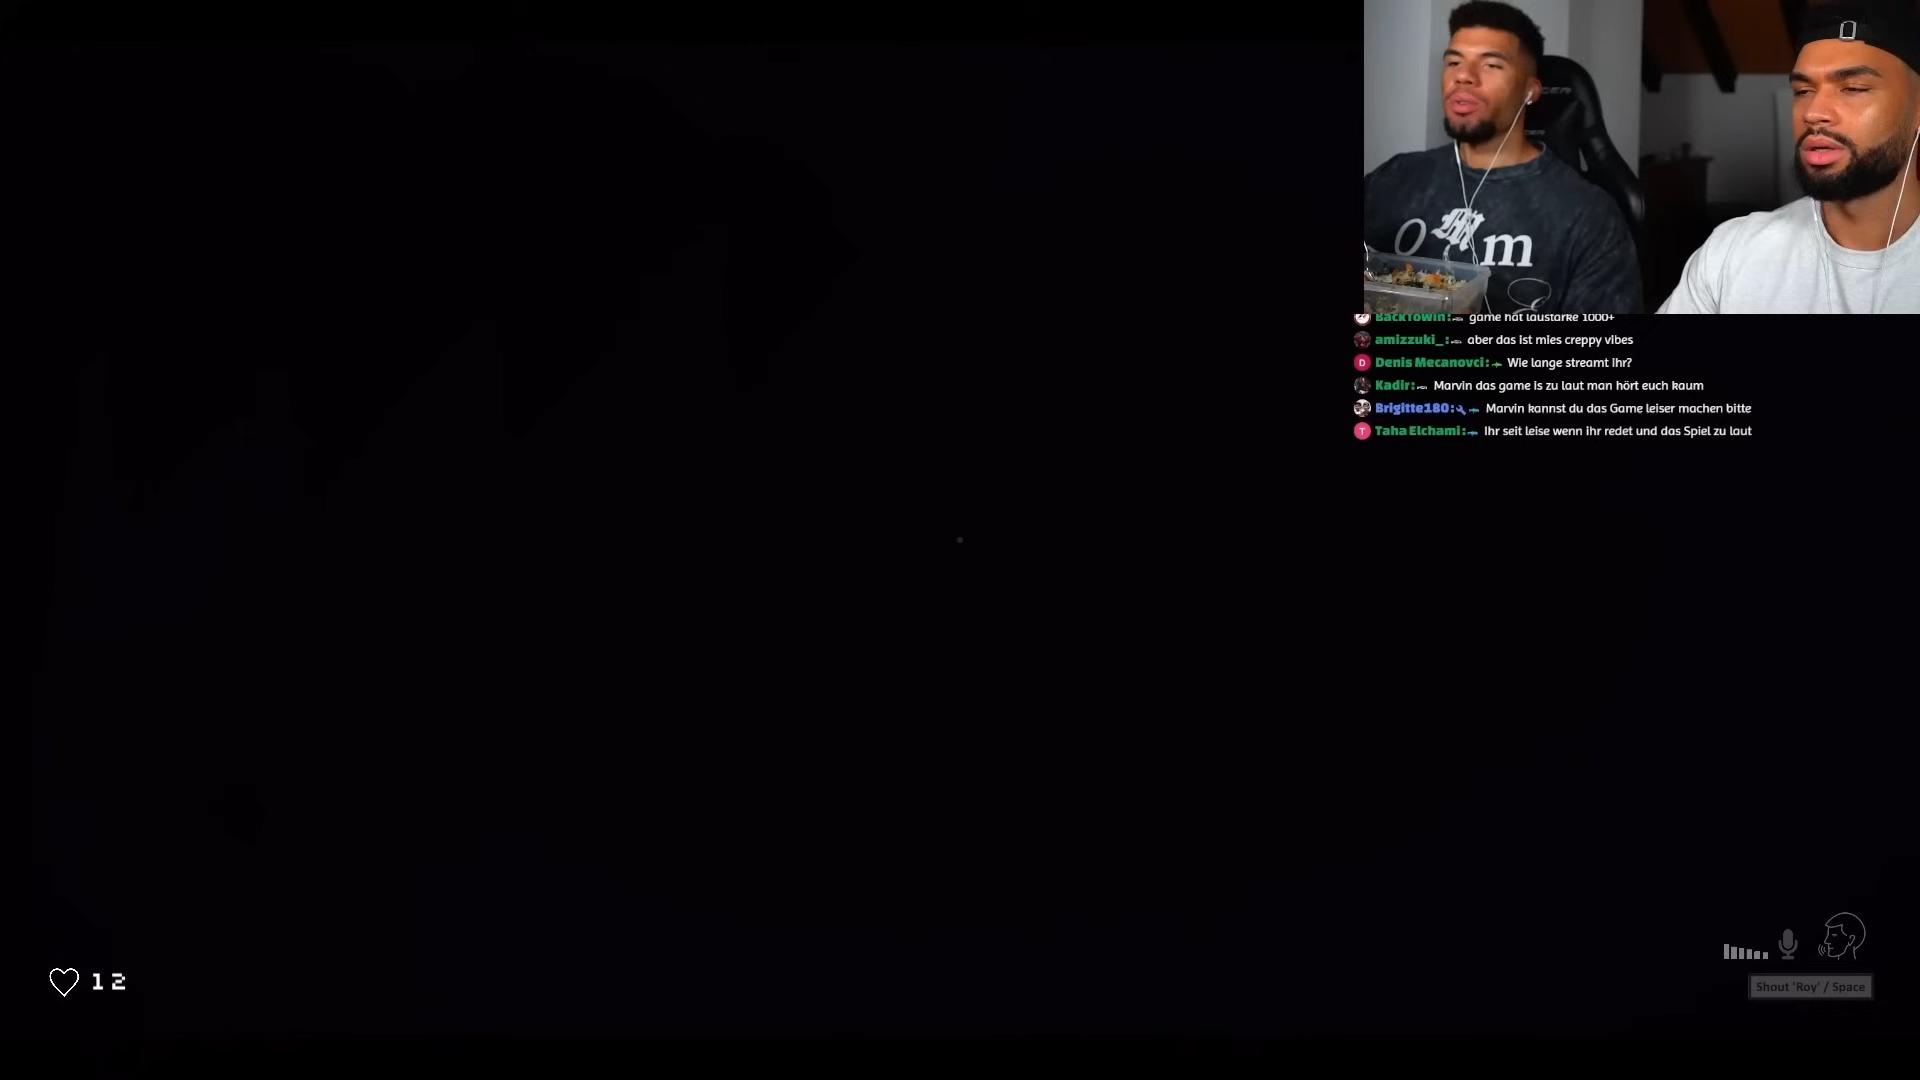 BackToWin: game hat laustärke 1000+
amizzuki_: aber das ist mies creppy vibes
D Denis Mecanovci: Wie lange streamt ihr?
Kadir: Marvin das game is zu laut man hört euch kaum
Brigitte180: Marvin kannst du das Game leiser machen bitte
T Taha Elchami: Ihr seit leise wenn ihr redet und das Spiel zu laut
12
Shout 'Roy' / Space